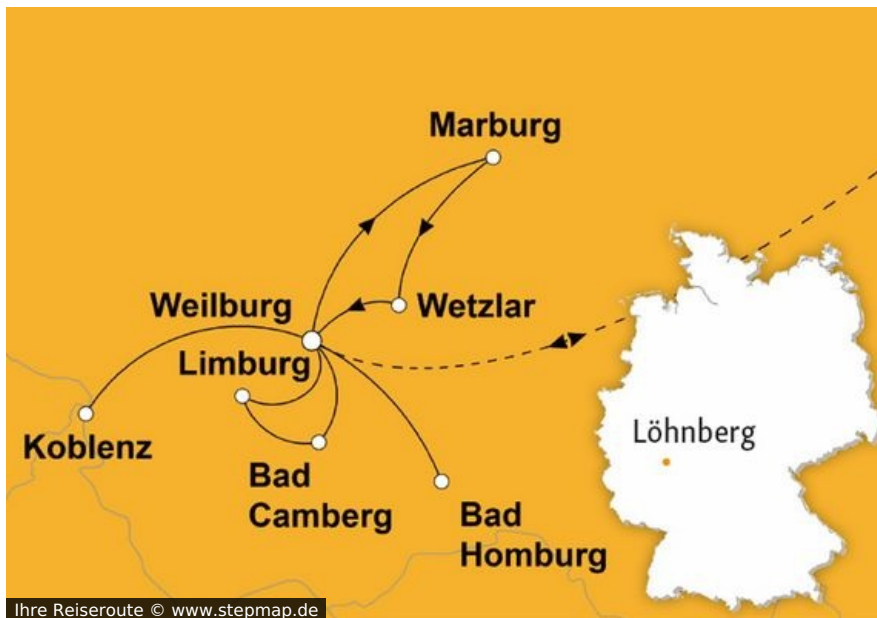 Marburg
Weilburg
Wetzlar
Limburg
Koblenz
Bad
Camberg
Bad
Homburg
Löhnberg
Ihre Reiseroute © www.stepmap.de